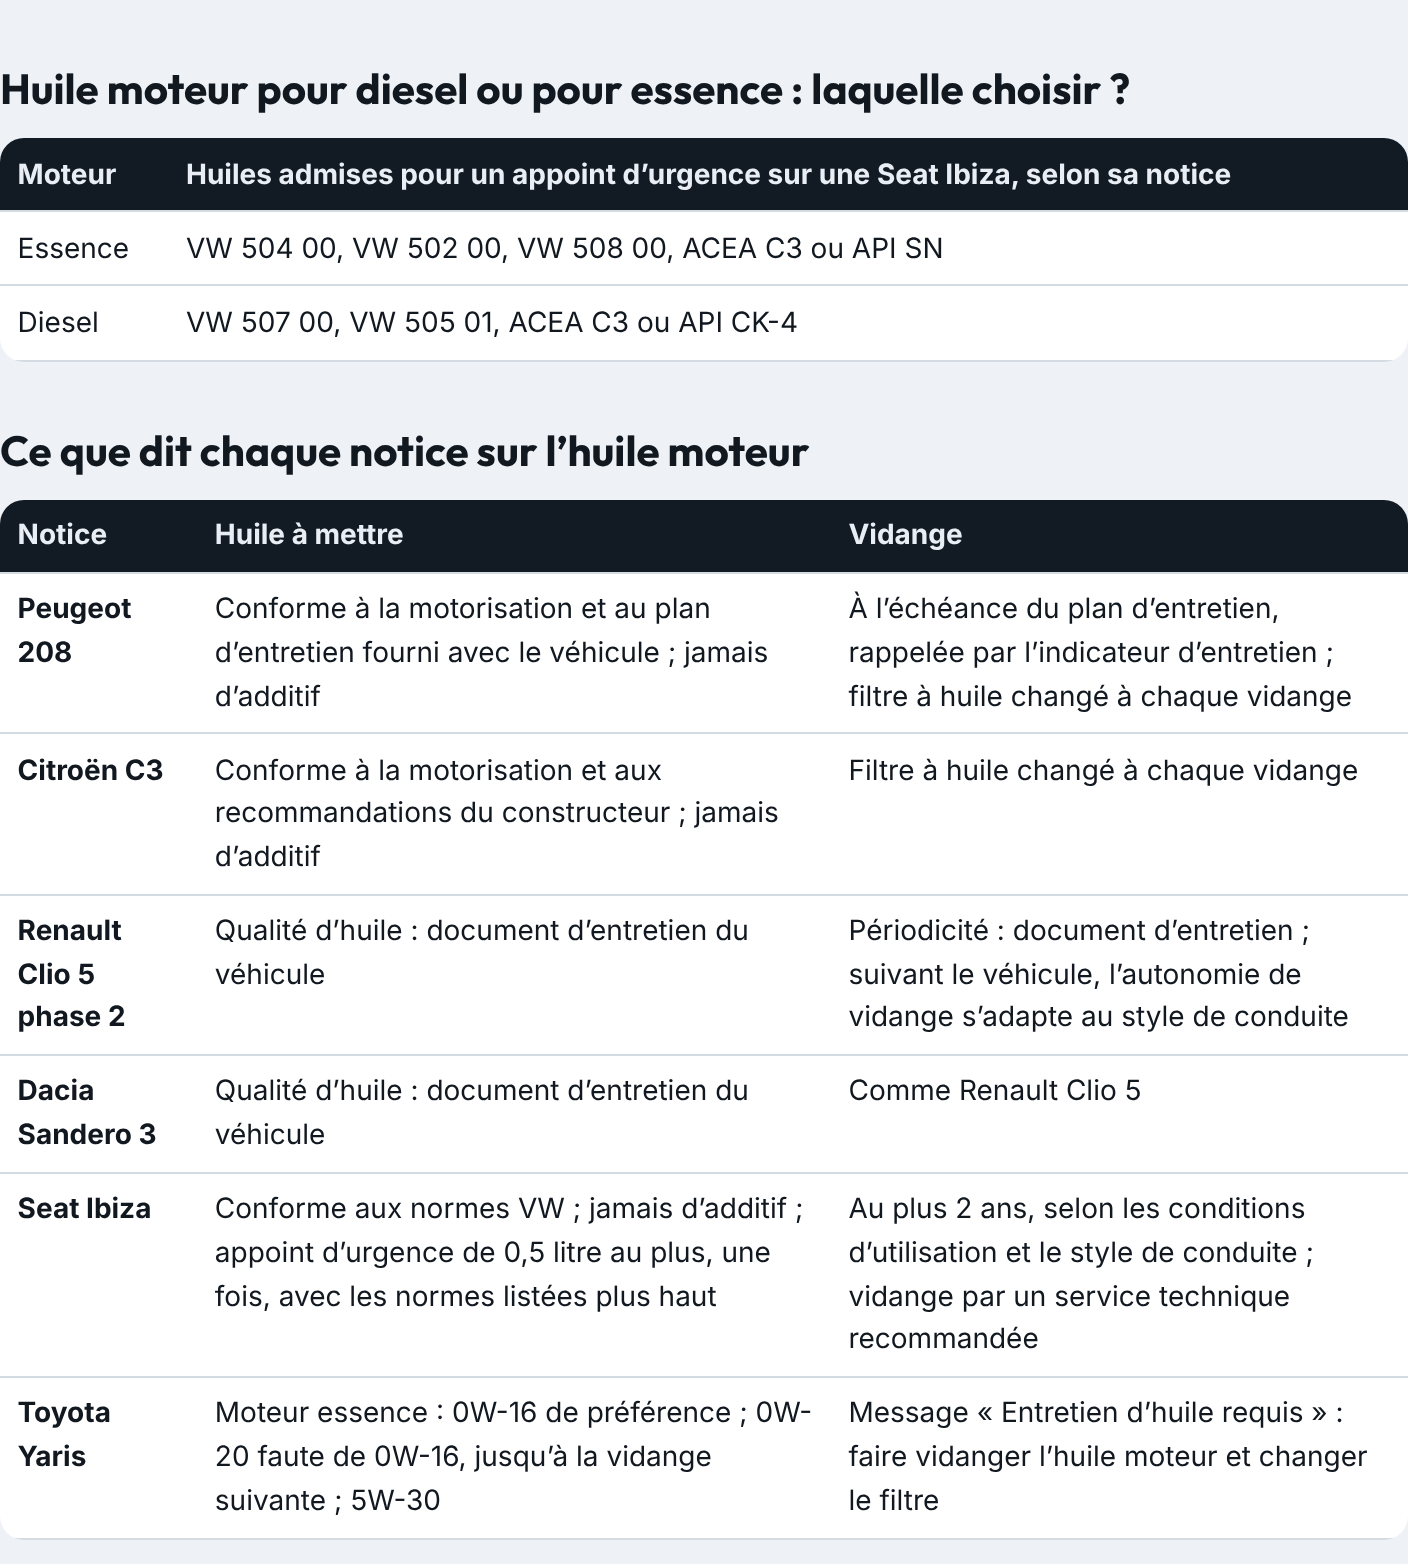 Huile moteur pour diesel ou pour essence : laquelle choisir ?
Moteur Huiles admises pour un appoint d’urgence sur une Seat Ibiza, selon sa notice
Essence VW 504 00, VW 502 00, VW 508 00, ACEA C3 ou API SN
Diesel VW 507 00, VW 505 01, ACEA C3 ou API CK-4
Ce que dit chaque notice sur l’huile moteur
Notice Huile à mettre Vidange
Peugeot Conforme à la motorisation et au plan À l’échéance du plan d’entretien,
208 d’entretien fourni avec le véhicule ; jamais rappelée par l’indicateur d’entretien ;
d’additif filtre à huile changé à chaque vidange
Citroën C3 Conforme à la motorisation et aux Filtre à huile changé à chaque vidange
recommandations du constructeur ; jamais
d’additif
Renault Qualité d’huile : document d’entretien du Périodicité : document d’entretien ;
Clio 5 véhicule suivant le véhicule, l’autonomie de
phase 2 vidange s’adapte au style de conduite
Dacia Qualité d’huile : document d’entretien du Comme Renault Clio 5
Sandero 3 véhicule
Seat Ibiza Conforme aux normes VW ; jamais d’additif ; Au plus 2 ans, selon les conditions
appoint d’urgence de 0,5 litre au plus, une d’utilisation et le style de conduite ;
fois, avec les normes listées plus haut vidange par un service technique
recommandée
Toyota Moteur essence : 0W-16 de préférence ; 0W- Message « Entretien d’huile requis » :
Yaris 20 faute de 0W-16, jusqu’à la vidange faire vidanger l’huile moteur et changer
suivante ; 5W-30 le filtre